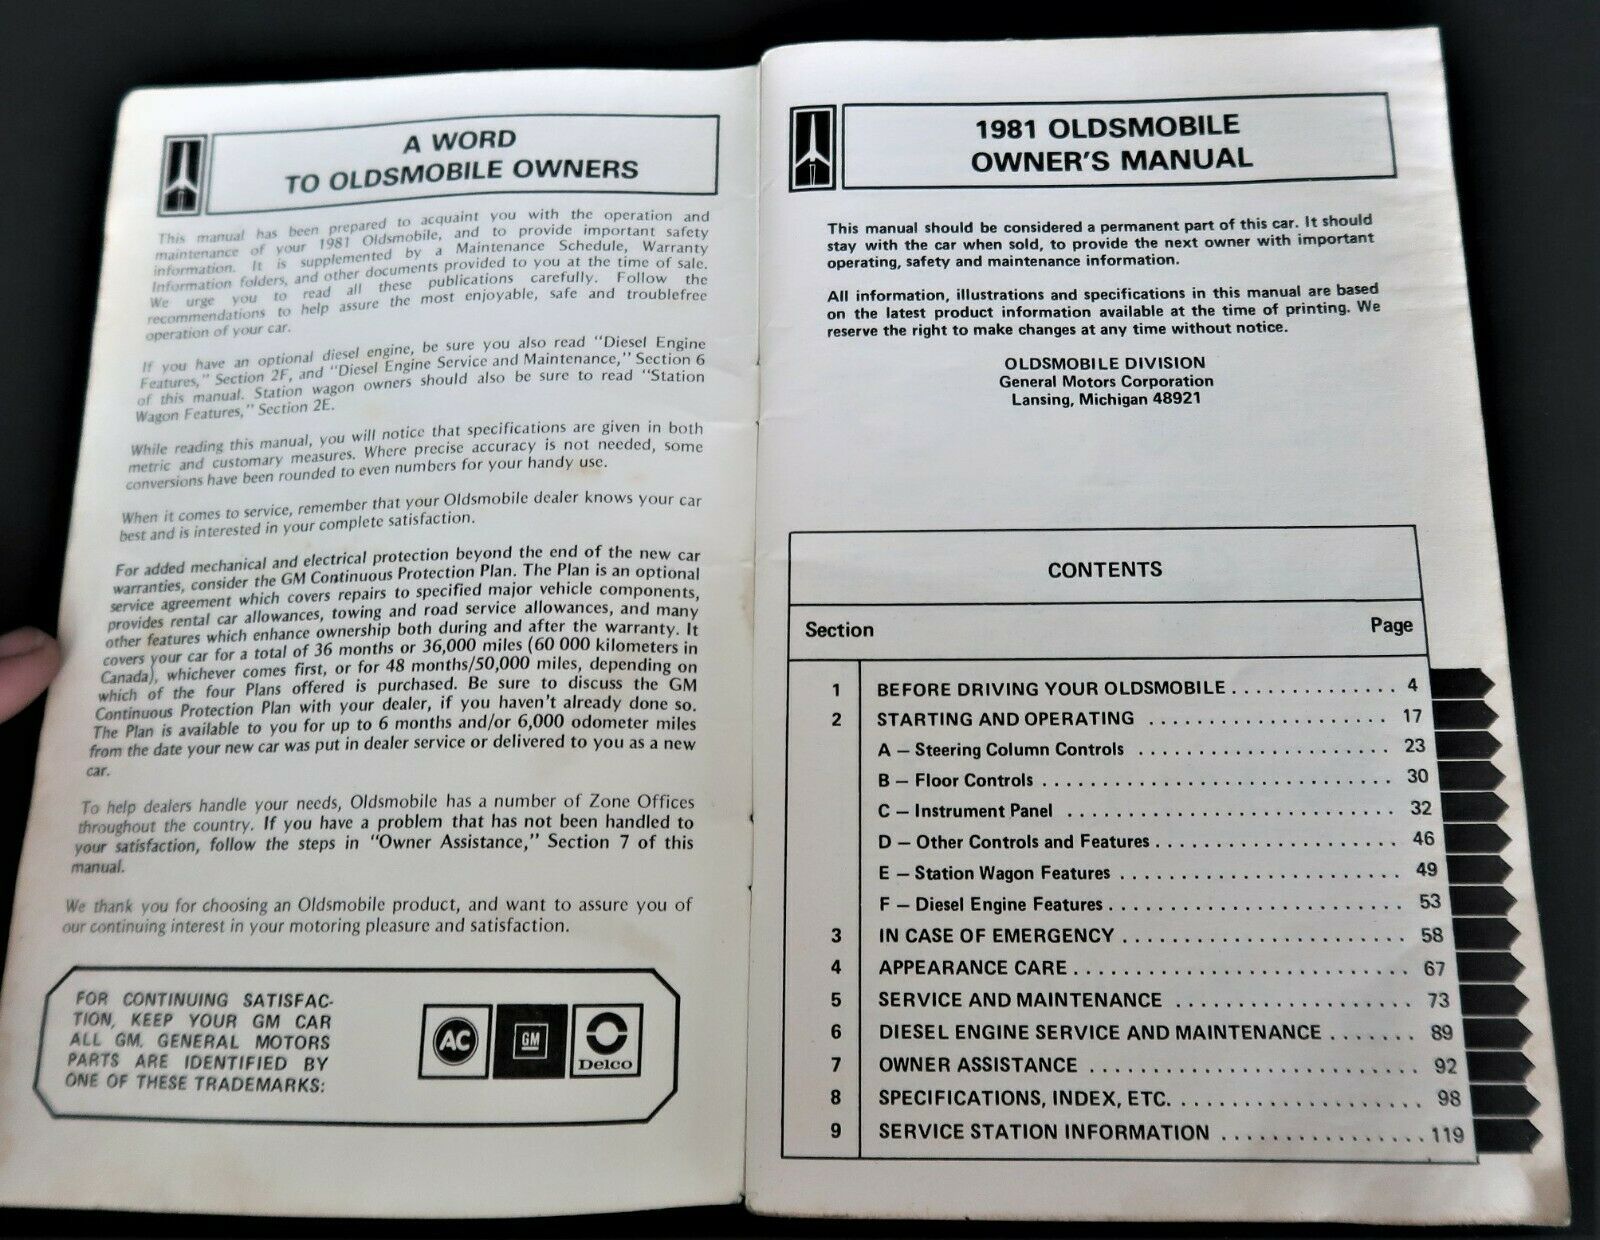 A WORD
TO OLDSMOBILE OWNERS
This manual has been prepared to acquaint you with the operation and
maintenance of your 1981 Oldsmobile, and to provide important safety
information. It is supplemented by a Maintenance Schedule, Warranty
Information folders, and other documents provided to you at the time of sale.
We urge you to read all these publications carefully. Follow the
recommendations to help assure the most enjoyable, safe and troublefree
operation of your car.
If you have an optional diesel engine, be sure you also read "Diesel Engine
Features," Section 2F, and "Diesel Engine Service and Maintenance," Section 6
of this manual. Station wagon owners should also be sure to read "Station
Wagon Features," Section 2E.
While reading this manual, you will notice that specifications are given in both
metric and customary measures. Where precise accuracy is not needed, some
conversions have been rounded to even numbers for your handy use.
When it comes to service, remember that your Oldsmobile dealer knows your car
best and is interested in your complete satisfaction.
For added mechanical and electrical protection beyond the end of the new car
warranties, consider the GM Continuous Protection Plan. The Plan is an optional
service agreement which covers repairs to specified major vehicle components,
provides rental car allowances, towing and road service allowances, and many
other features which enhance ownership both during and after the warranty. It
covers your car for a total of 36 months or 36,000 miles (60 000 kilometers in
Canada), whichever comes first, or for 48 months/50,000 miles, depending on
which of the four Plans offered is purchased. Be sure to discuss the GM
Continuous Protection Plan with your dealer, if you haven't already done so.
The Plan is available to you for up to 6 months and/or 6,000 odometer miles
from the date your new car was put in dealer service or delivered to you as a new
car.
To help dealers handle your needs, Oldsmobile has a number of Zone Offices
throughout the country. If you have a problem that has not been handled to
your satisfaction, follow the steps in "Owner Assistance," Section 7 of this
manual.
We thank you for choosing an Oldsmobile product, and want to assure you of
our continuing interest in your motoring pleasure and satisfaction.
FOR CONTINUING SATISFAC-
TION, KEEP YOUR GM CAR
ALL GM. GENERAL MOTORS
PARTS ARE IDENTIFIED BY
ONE OF THESE TRADEMARKS:
AC GM Delco
1981 OLDSMOBILE
OWNER'S MANUAL
This manual should be considered a permanent part of this car. It should
stay with the car when sold, to provide the next owner with important
operating, safety and maintenance information.
All information, illustrations and specifications in this manual are based
on the latest product information available at the time of printing. We
reserve the right to make changes at any time without notice.
OLDSMOBILE DIVISION
General Motors Corporation
Lansing, Michigan 48921
CONTENTS
Section Page
1 BEFORE DRIVING YOUR OLDSMOBILE . . . . . . . . . . . . . . 4
2 STARTING AND OPERATING . . . . . . . . . . . . . . . . . . . . 17
A – Steering Column Controls . . . . . . . . . . . . . . . . . . . . . 23
B – Floor Controls . . . . . . . . . . . . . . . . . . . . . . . . . . . . . 30
C – Instrument Panel . . . . . . . . . . . . . . . . . . . . . . . . . . . 32
D – Other Controls and Features . . . . . . . . . . . . . . . . . . . . 46
E – Station Wagon Features . . . . . . . . . . . . . . . . . . . . . . . 49
F – Diesel Engine Features . . . . . . . . . . . . . . . . . . . . . . . . 53
3 IN CASE OF EMERGENCY . . . . . . . . . . . . . . . . . . . . . . . 58
4 APPEARANCE CARE . . . . . . . . . . . . . . . . . . . . . . . . . . . 67
5 SERVICE AND MAINTENANCE . . . . . . . . . . . . . . . . . . . . 73
6 DIESEL ENGINE SERVICE AND MAINTENANCE . . . . . . . 89
7 OWNER ASSISTANCE . . . . . . . . . . . . . . . . . . . . . . . . . . 92
8 SPECIFICATIONS, INDEX, ETC. . . . . . . . . . . . . . . . . . . . 98
9 SERVICE STATION INFORMATION . . . . . . . . . . . . . . . . . 119